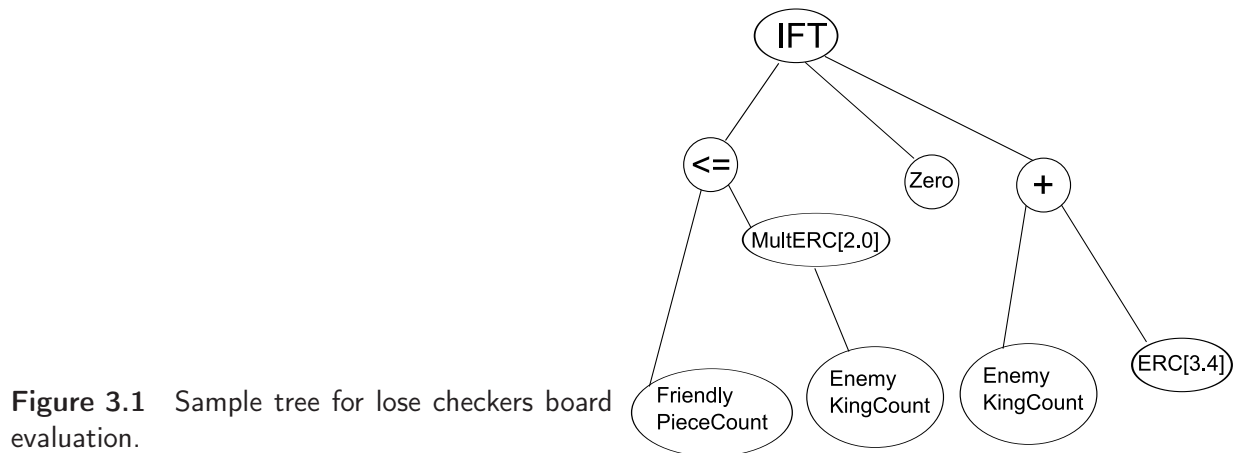 IFT
<=
Zero
+
MultERC[2.0]
Friendly
PieceCount
Enemy
KingCount
Enemy
KingCount
ERC[3.4]
Figure 3.1 Sample tree for lose checkers board
evaluation.